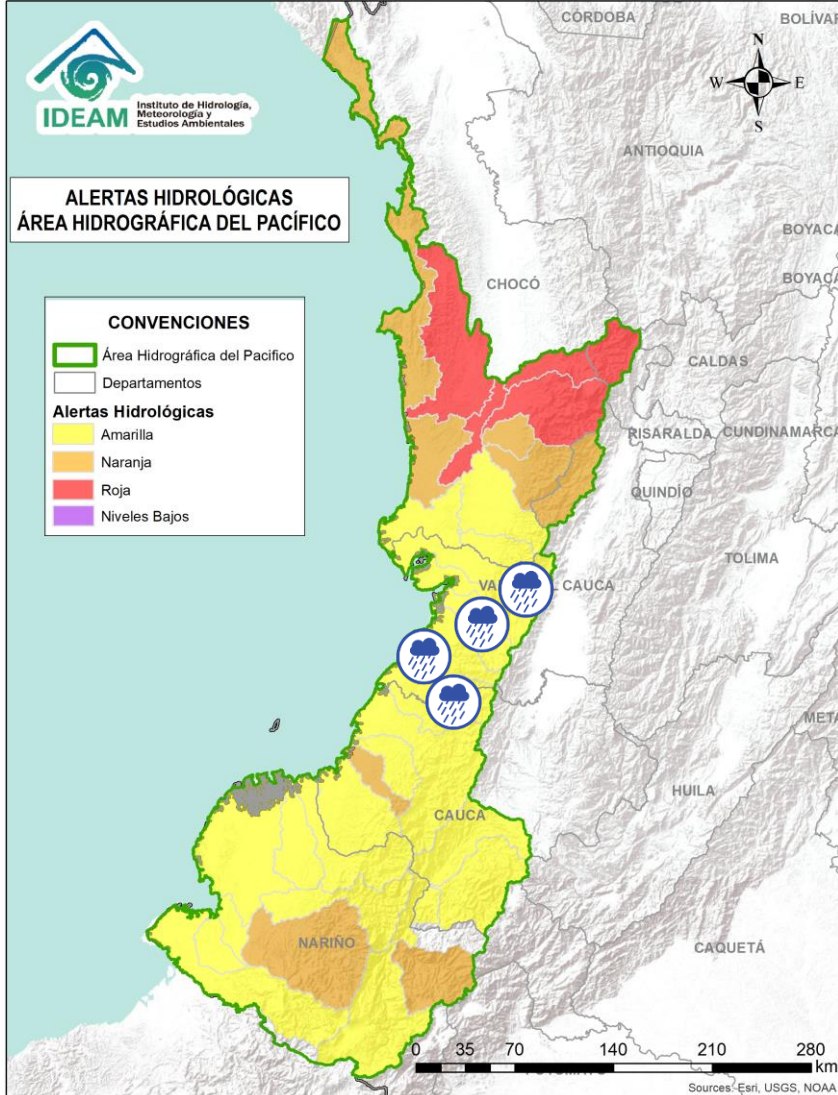 CÓRDOBA
BOLÍVAR
IDEAM
Instituto de Hidrología,
Meteorología y
Estudios Ambientales
N
W
E
S
ANTIOQUIA
ALERTAS HIDROLÓGICAS
ÁREA HIDROGRÁFICA DEL PACÍFICO
BOYACÁ
BOYACÁ
CHOCÓ
CONVENCIONES
Área Hidrográfica del Pacifico
Departamentos
Alertas Hidrológicas
Amarilla
Naranja
Roja
Niveles Bajos
CALDAS
RISARALDA
CUNDINAMARCA
QUINDÍO
TOLIMA
VA
CAUCA
META
HUILA
CAUCA
NARIÑO
CAQUETÁ
0 35 70 140 210 280
km
Sources: Esri, USGS, NOAA